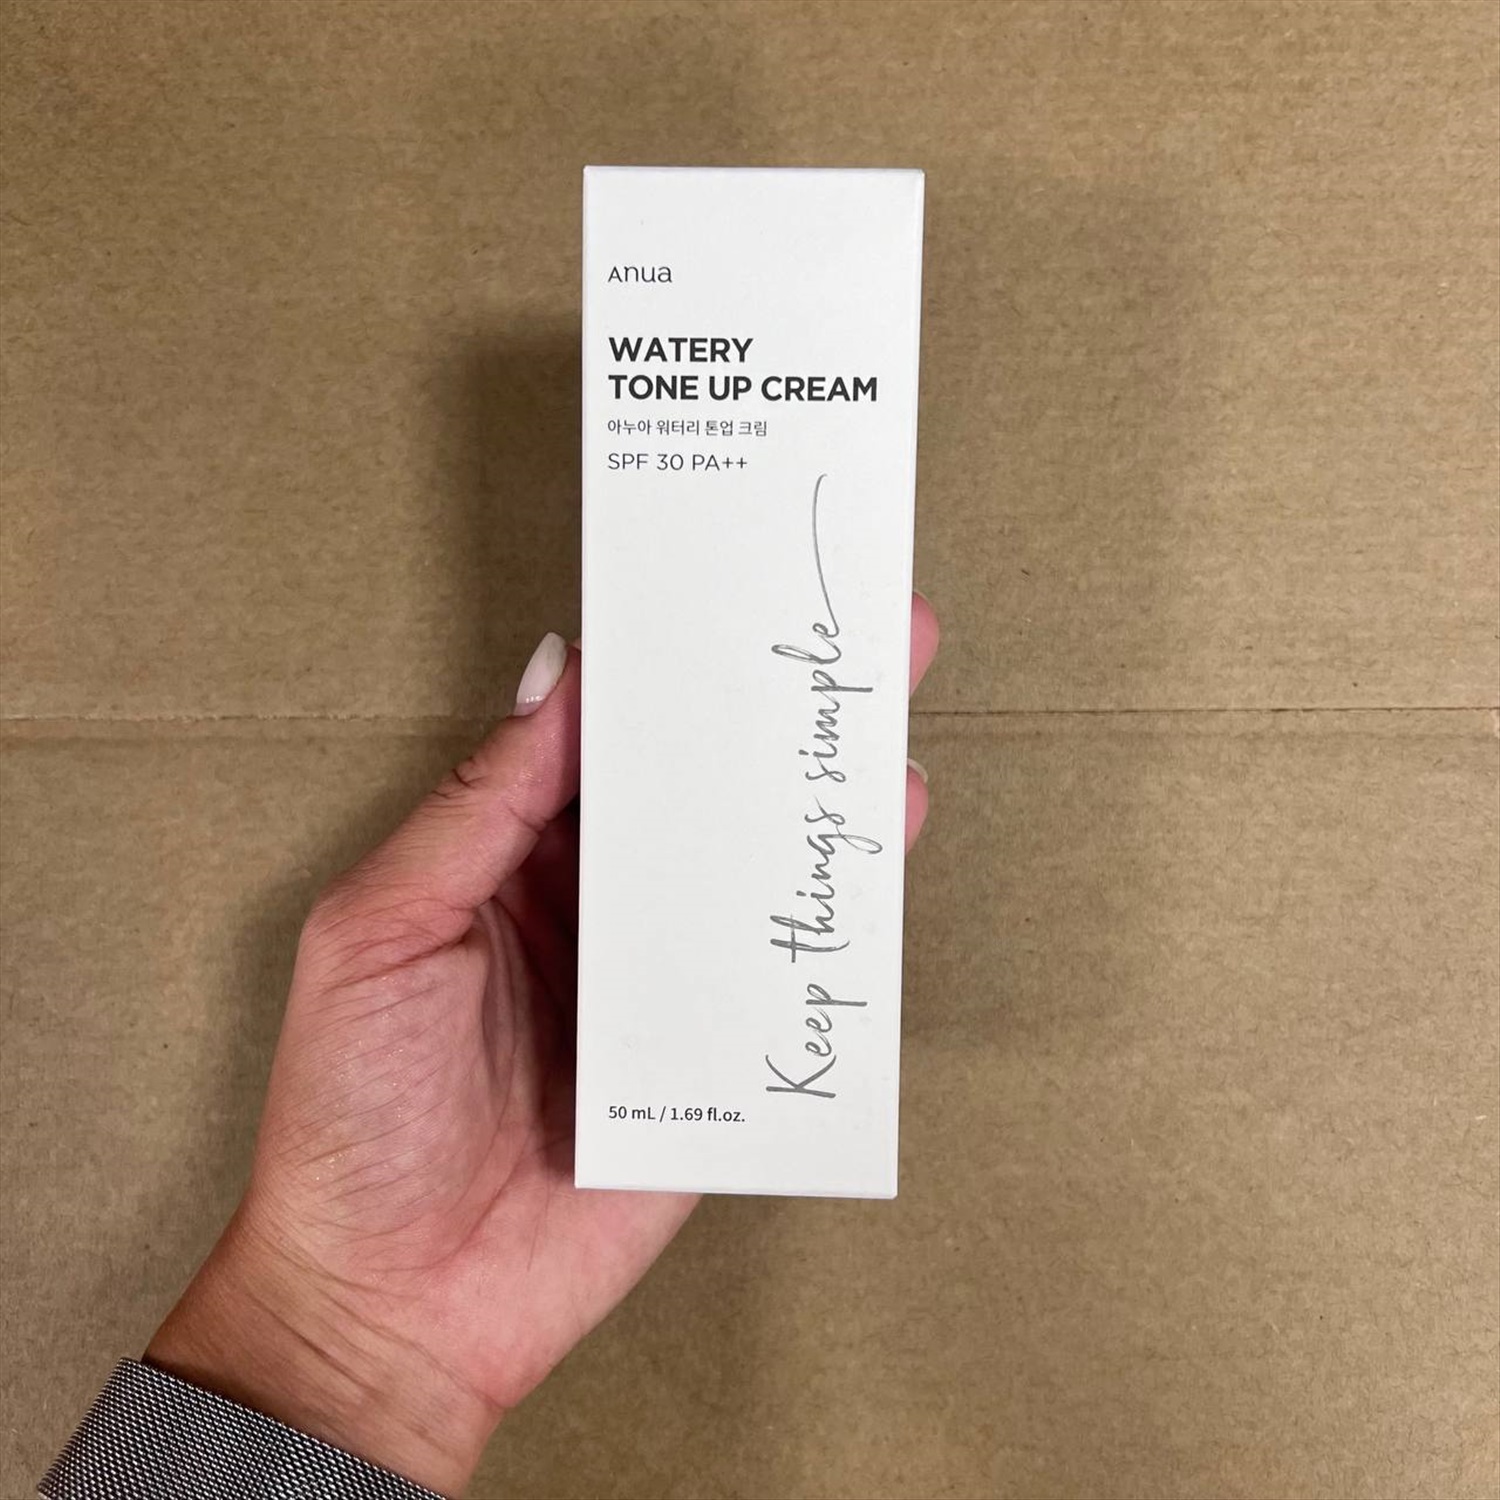 Anua
WATERY
TONE UP CREAM
아누아 워터리 톤업 크림
SPF 30 PA++
Keep things simple
50 mL / 1.69 fl.oz.